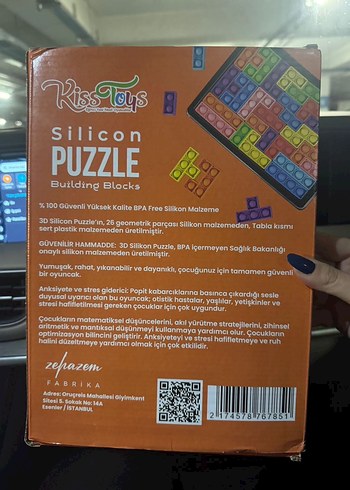 KissToys
Silicon
PUZZLE
Building Blocks
% 100 Güvenli Yüksek Kalite BPA Free Silikon Malzeme
3D Silicon Puzzle'in, 26 geometrik parçası Silikon malzemeden, Tabla kısmı
sert plastik malzemeden üretilmiştir.
GÜVENİLİR HAMMADDE: 3D Silikon Puzzle, BPA içermeyen Sağlık Bakanlığı
onaylı silikon malzemeden üretilmiştir.
Yumuşak, rahat, yıkanabilir ve dayanıklı, çocuğunuz için tamamen güvenli
bir oyuncak.
Anksiyete ve stres giderici: Popit kabarcıklarına basınca çıkardığı sesle
duyusal uyarıcı olan bu oyuncak; otistik hastalar, yaşlılar, yetişkinler ve
stresi hafifletilmesi gereken çocuklar için çok uygundur.
Çocukların matematiksel düşüncelerini, akıl yürütme stratejilerini, zihinsel
aritmetik ve mantıksal düşünmeyi kullanmaya yardımcı olur. Çocukların
optimizasyon bilincini geliştirir. Anksiyeteyi ve stresi hafifletmeye ve ruh
halini düzeltmeye yardımcı olmak için çok etkilidir.
zehazem
FABRİKA
Adres: Oruçreis Mahallesi Giyimkent
Sitesi 5. Sokak No: 14A
Esenler / İSTANBUL
2 174578 767851